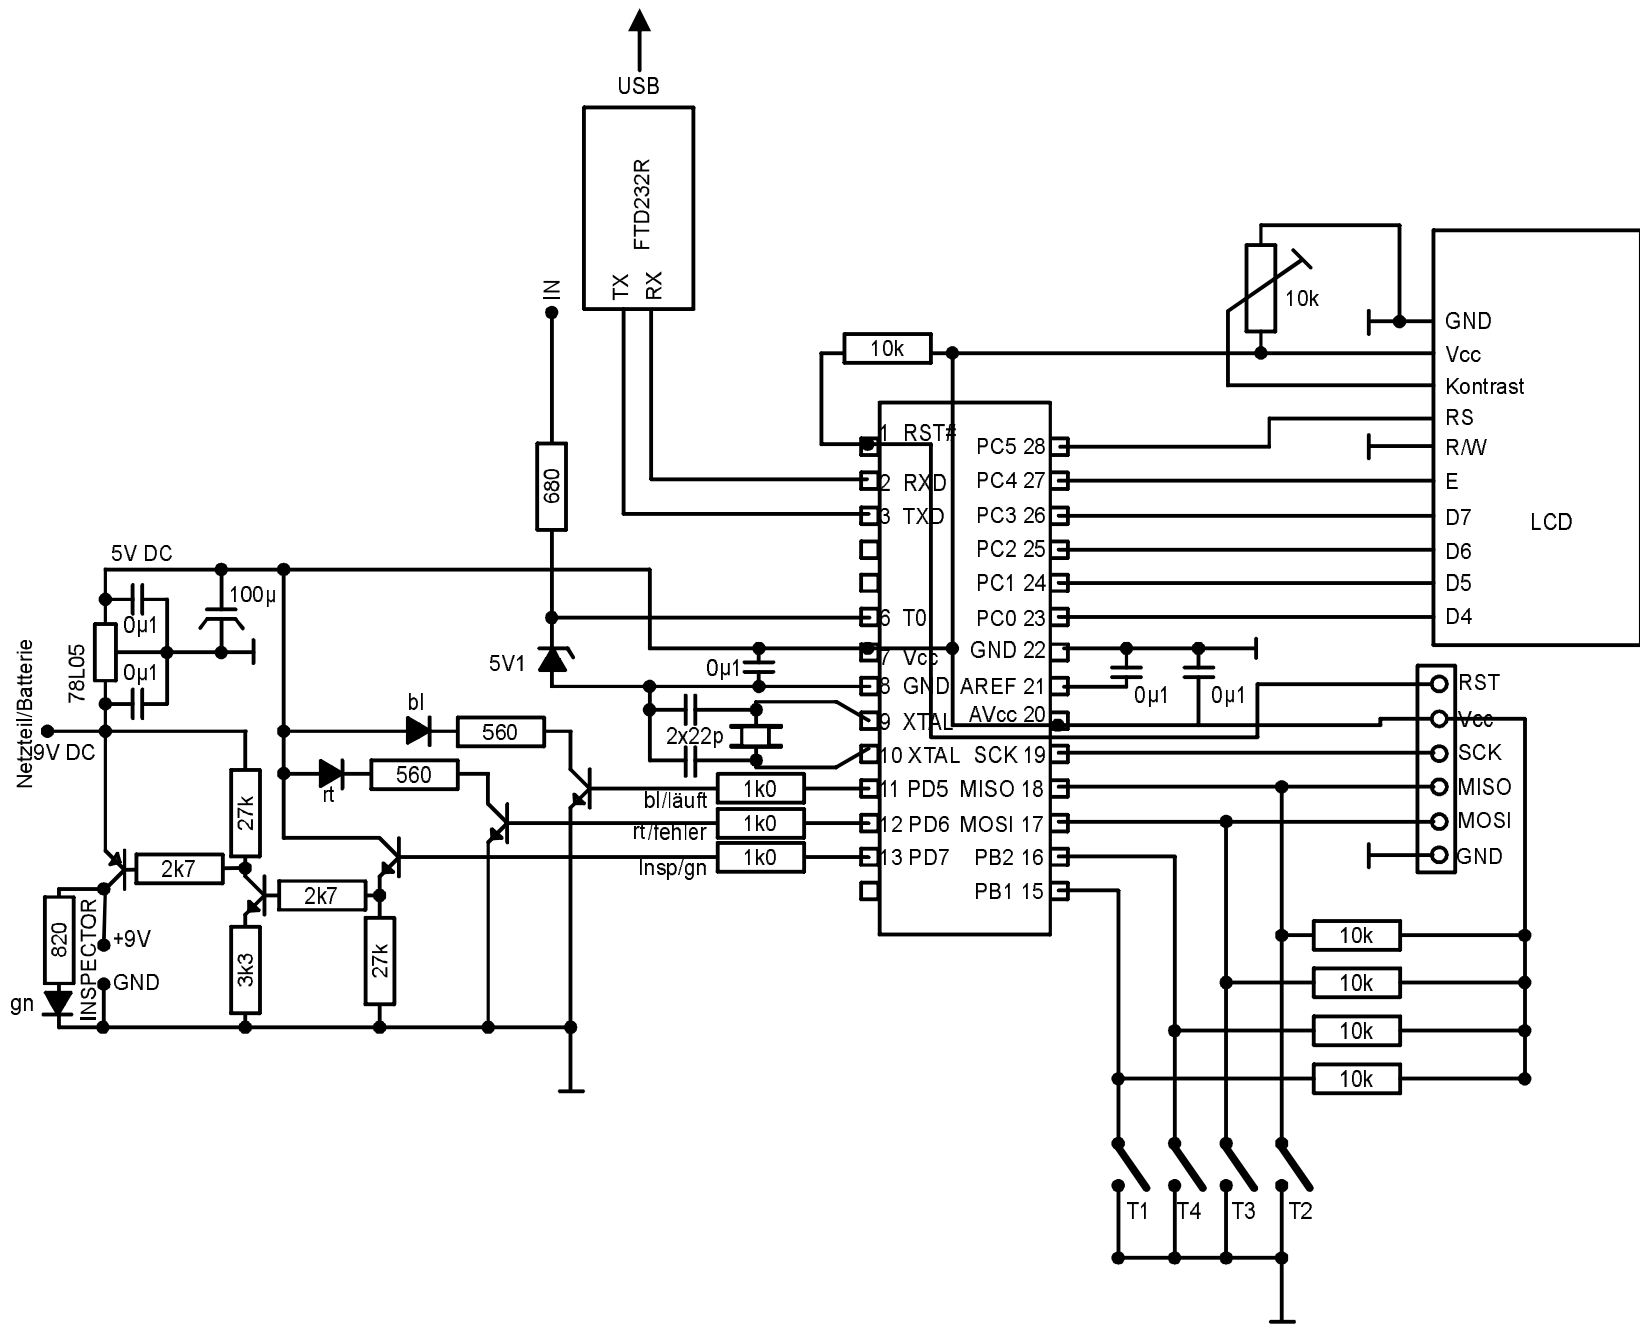 USB
FTD232R
TX
RX
IN
680
5V1
10k
10k
GND
Vcc
Kontrast
RS
R/W
E
D7
D6
D5
D4
LCD
1 RST#
2 RXD
3 TXD
6 T0
7 Vcc
8 GND
9 XTAL
10 XTAL
11 PD5
12 PD6
13 PD7
PC5 28
PC4 27
PC3 26
PC2 25
PC1 24
PC0 23
GND 22
AREF 21
AVcc 20
SCK 19
MISO 18
MOSI 17
PB2 16
PB1 15
5V DC
0µ1
100µ
78L05
0µ1
Netzteil/Batterie
9V DC
bl
560
rt
560
0µ1
2x22p
bl/läuft
1k0
rt/fehler
1k0
Insp/gn
1k0
27k
2k7
2k7
820
INSPECTOR
+9V
GND
3k3
27k
gn
0µ1
0µ1
RST
Vcc
SCK
MISO
MOSI
GND
10k
10k
10k
10k
T1
T4
T3
T2